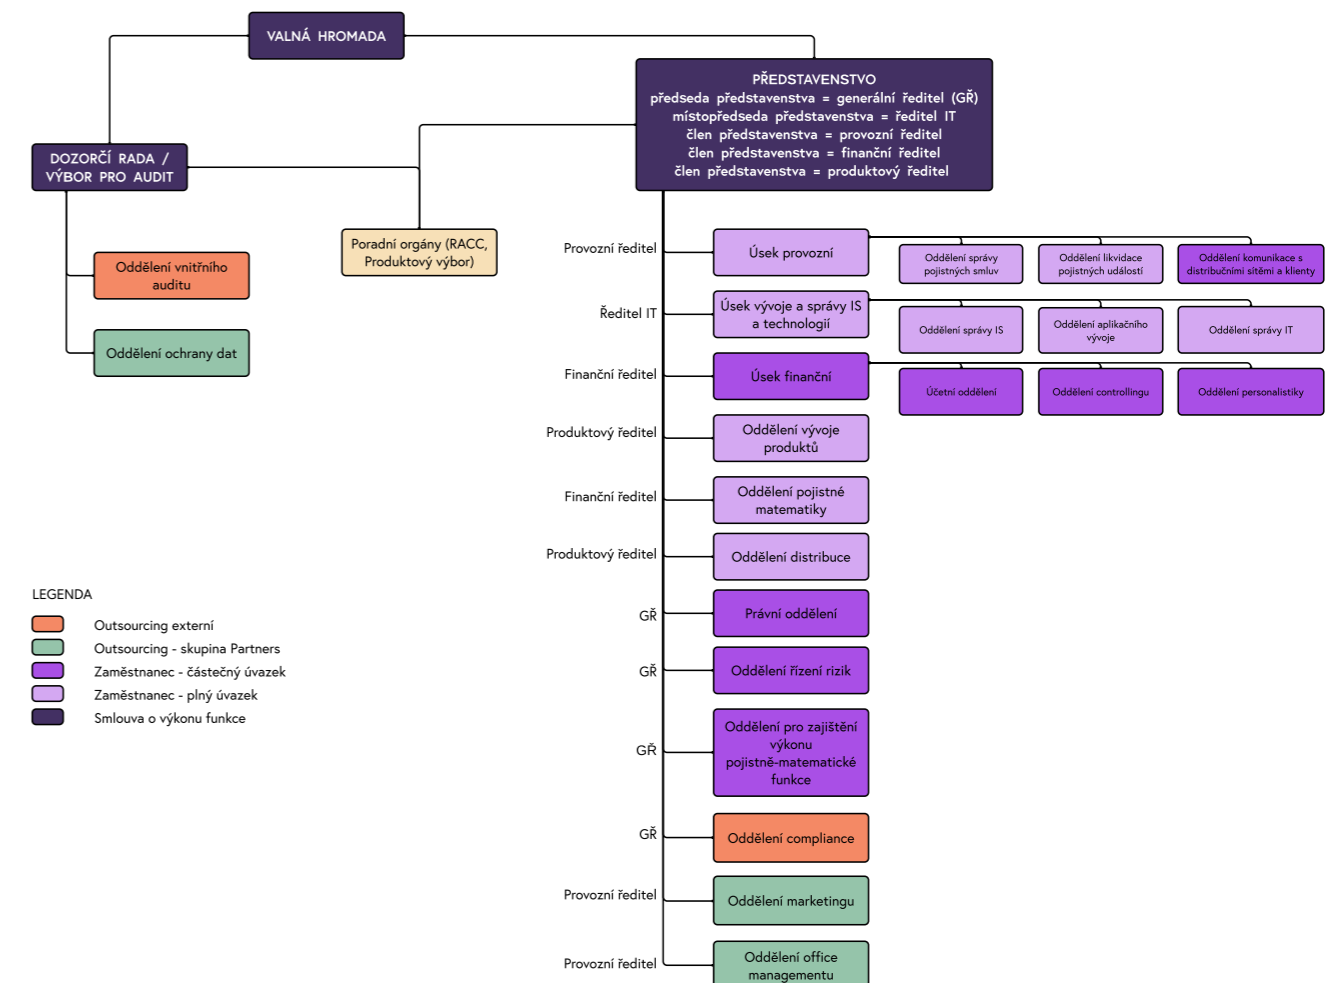 VALNÁ HROMADA
PŘEDSTAVENSTVO
předseda představenstva = generální ředitel (GŘ)
místopředseda představenstva = ředitel IT
člen představenstva = provozní ředitel
člen představenstva = finanční ředitel
člen představenstva = produktový ředitel
DOZORČÍ RADA /
VÝBOR PRO AUDIT
Poradní orgány (RACC,
Produktový výbor)
Oddělení vnitřního
auditu
Oddělení ochrany dat
Provozní ředitel
Úsek provozní
Oddělení správy
pojistných smluv
Oddělení likvidace
pojistných událostí
Oddělení komunikace s
distribučními sítěmi a klienty
Ředitel IT
Úsek vývoje a správy IS
a technologií
Oddělení správy IS
Oddělení aplikačního
vývoje
Oddělení správy IT
Finanční ředitel
Úsek finanční
Účetní oddělení
Oddělení controllingu
Oddělení personalistiky
Produktový ředitel
Oddělení vývoje
produktů
Finanční ředitel
Oddělení pojistné
matematiky
Produktový ředitel
Oddělení distribuce
GŘ
Právní oddělení
GŘ
Oddělení řízení rizik
GŘ
Oddělení pro zajištění
výkonu
pojistně-matematické
funkce
GŘ
Oddělení compliance
Provozní ředitel
Oddělení marketingu
Provozní ředitel
Oddělení office
managementu
LEGENDA
Outsourcing externí
Outsourcing - skupina Partners
Zaměstnanec - částečný úvazek
Zaměstnanec - plný úvazek
Smlouva o výkonu funkce